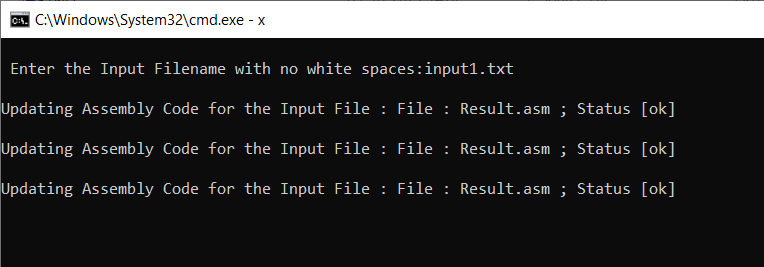 C:\Windows\System32\cmd.exe - x
Enter the Input Filename with no white spaces:input1.txt
Updating Assembly Code for the Input File : File : Result.asm ; Status [ok]
Updating Assembly Code for the Input File : File : Result.asm ; Status [ok]
Updating Assembly Code for the Input File : File : Result.asm ; Status [ok]